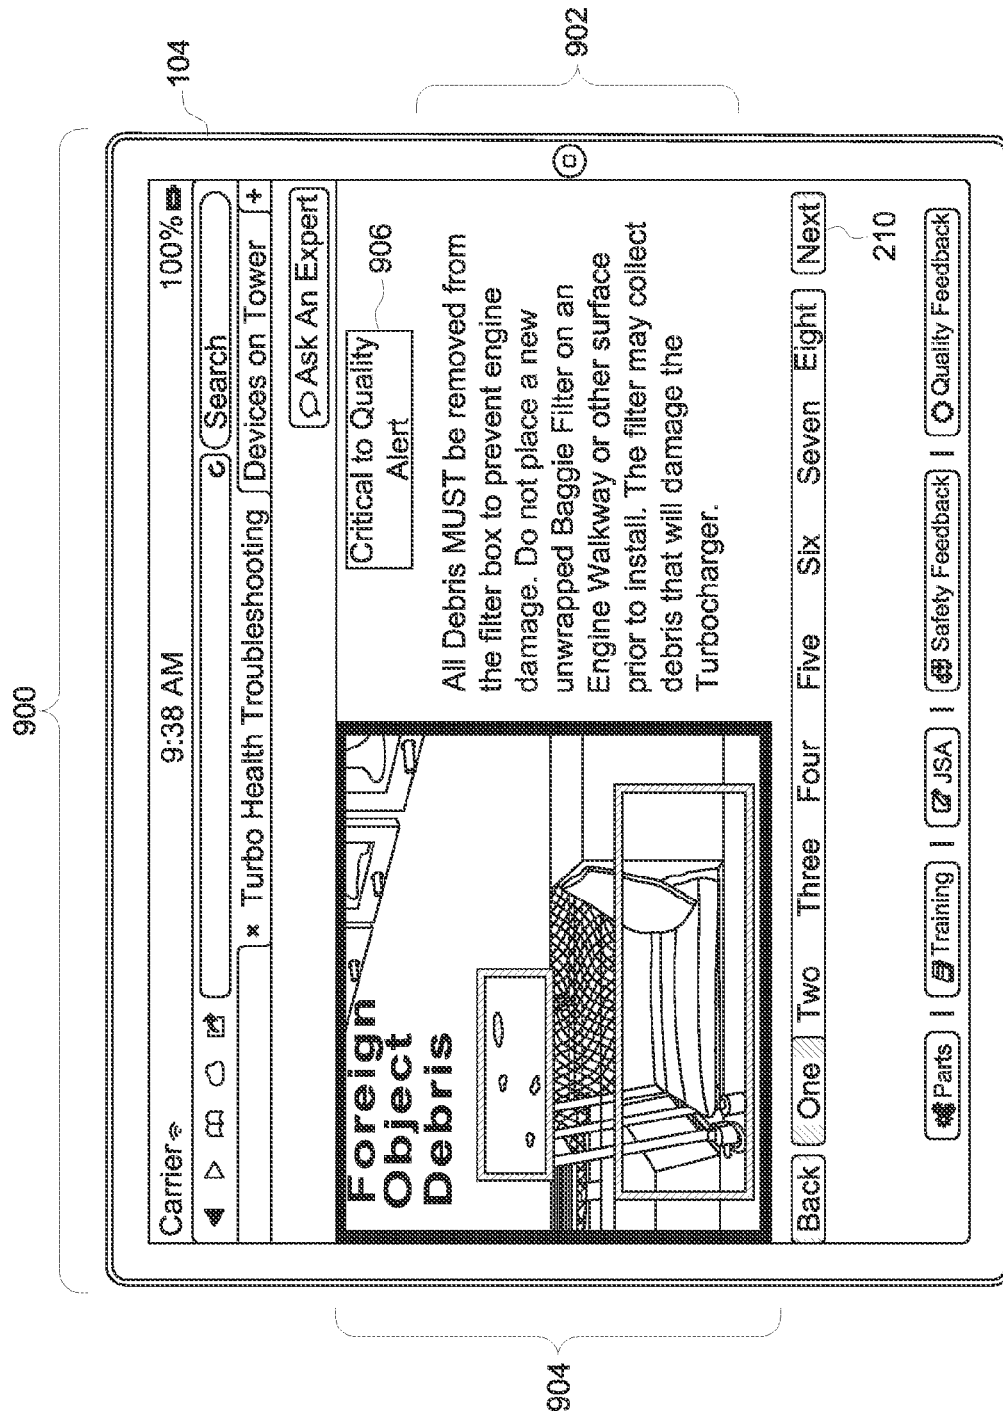 900
104
Carrier 9:38 AM 100%
Search
× Turbo Health Troubleshooting Devices on Tower +
Ask An Expert
Foreign
Object
Debris
Critical to Quality
Alert
906
All Debris MUST be removed from
the filter box to prevent engine
damage. Do not place a new
unwrapped Baggie Filter on an
Engine Walkway or other surface
prior to install. The filter may collect
debris that will damage the
Turbocharger.
904
902
Back One Two Three Four Five Six Seven Eight Next
210
Parts | Training | JSA | Safety Feedback | Quality Feedback